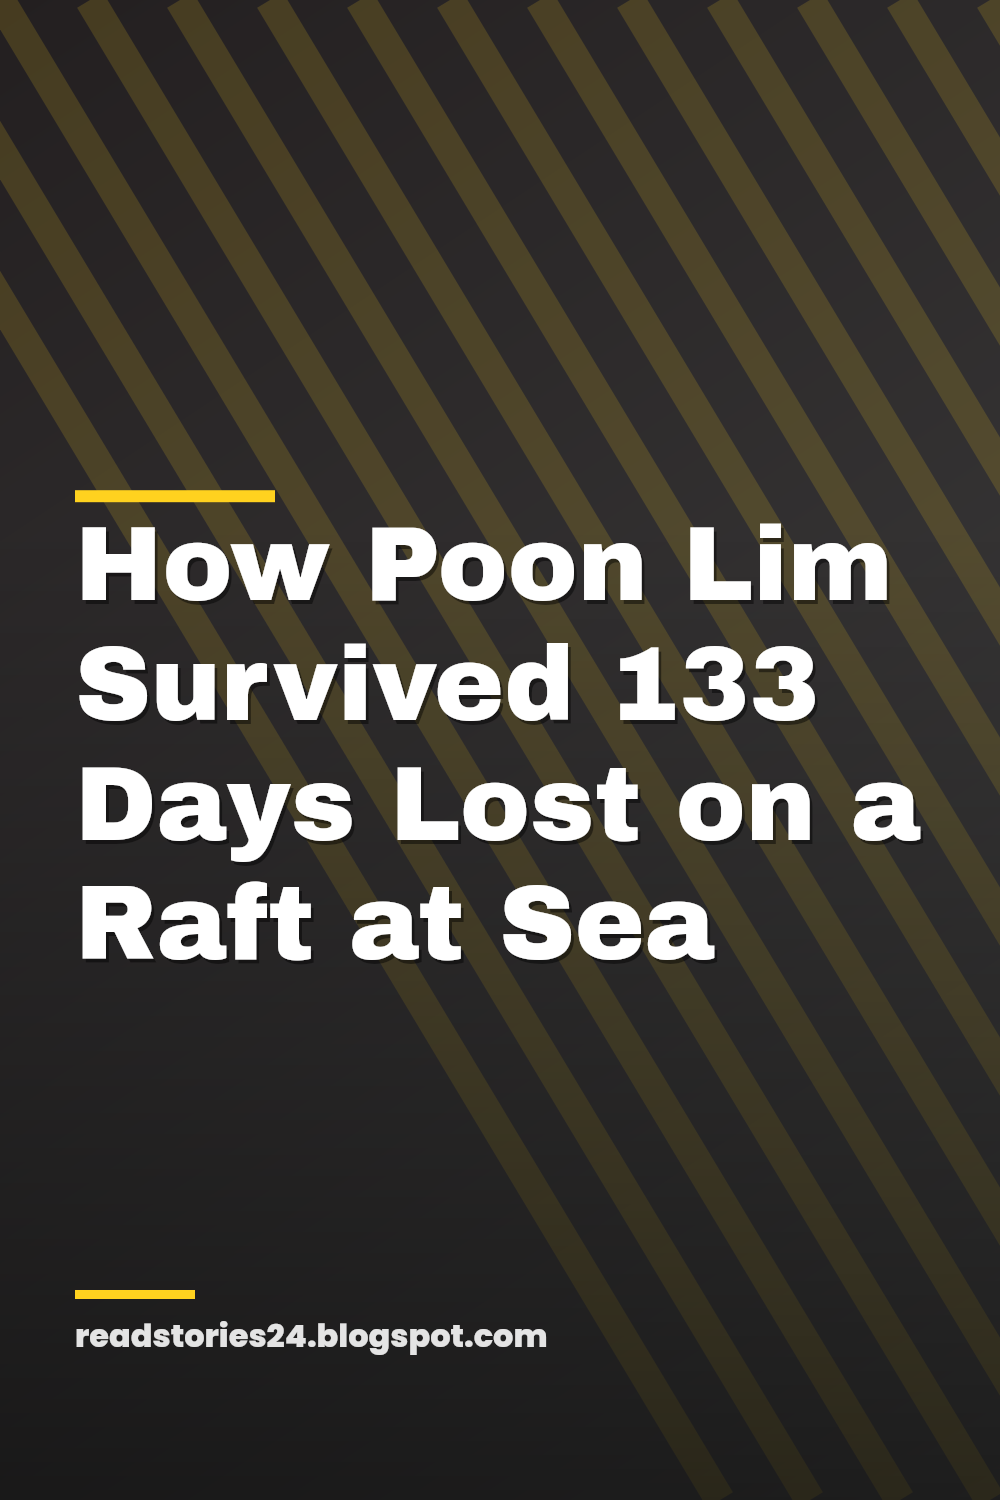 How Poon Lim
Survived 133
Days Lost on a
Raft at Sea
readstories24.blogspot.com